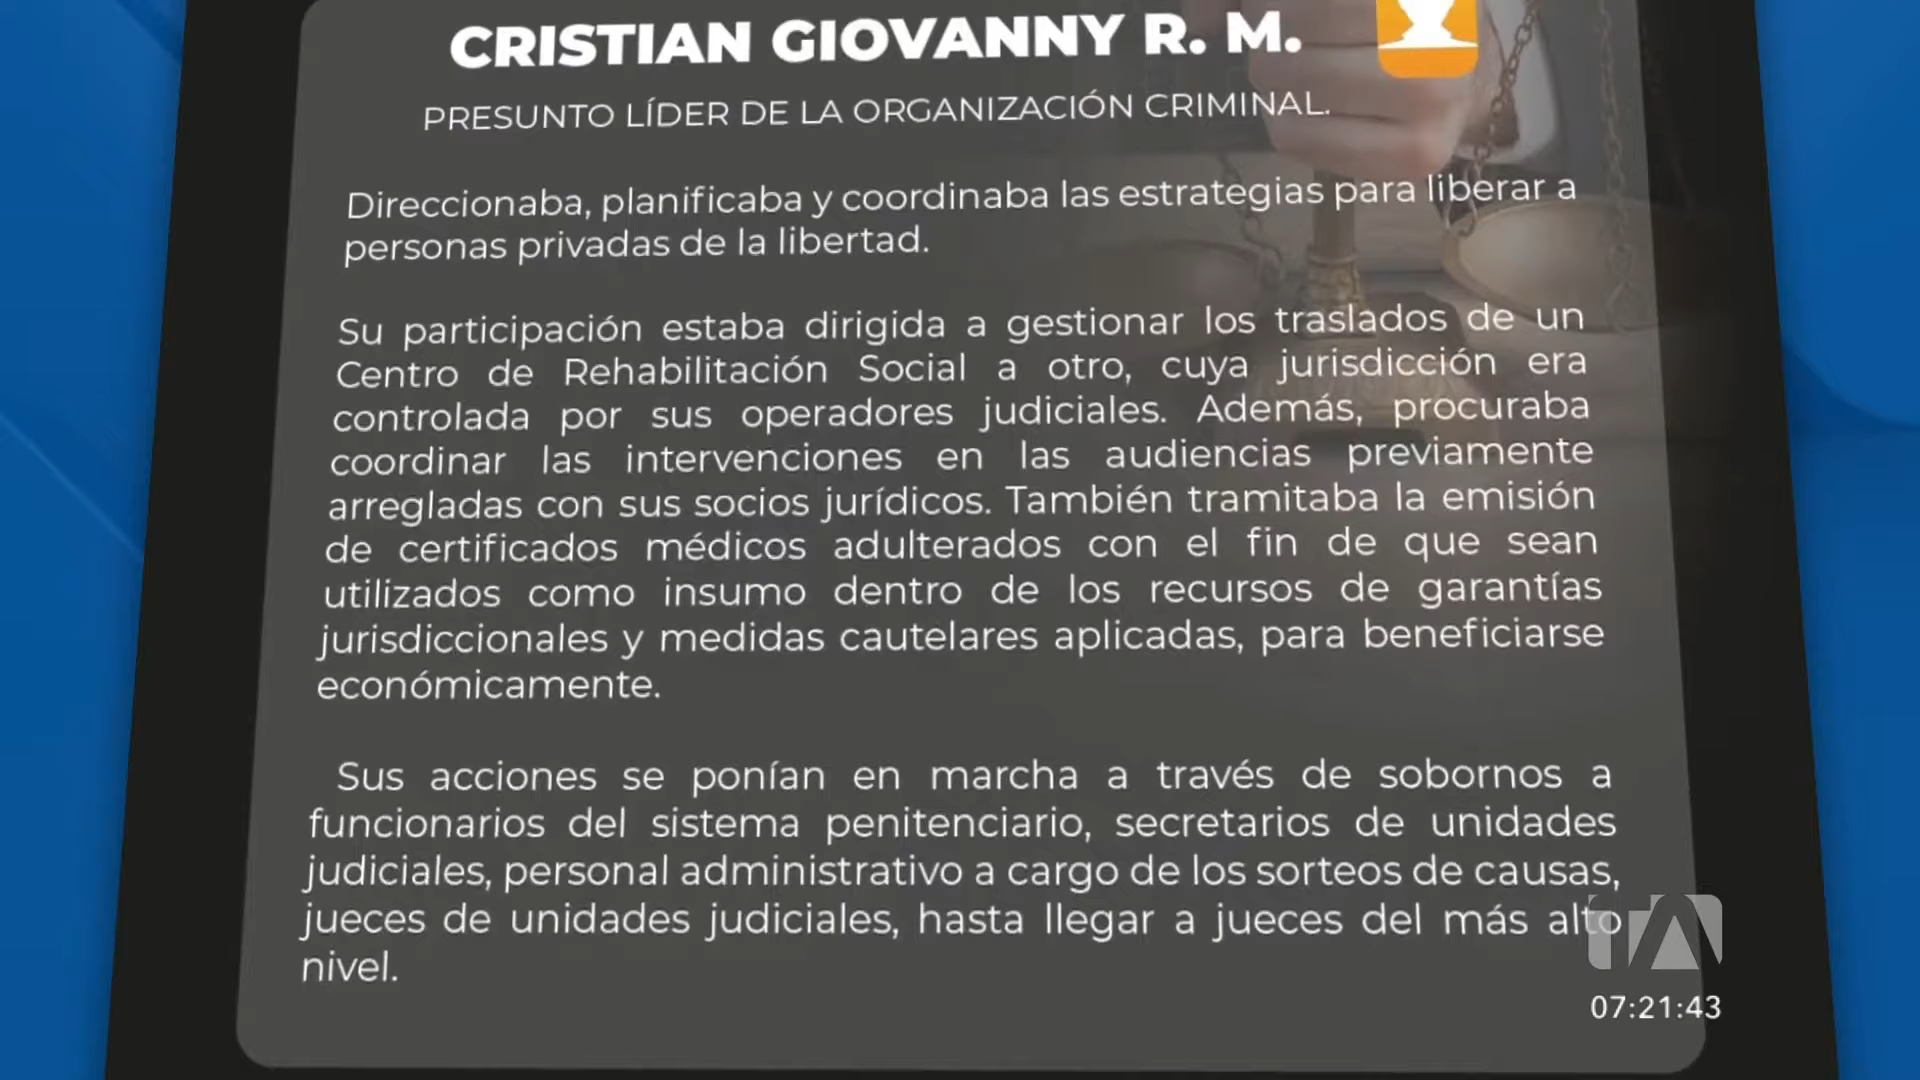 CRISTIAN GIOVANNY R. M.
PRESUNTO LÍDER DE LA ORGANIZACIÓN CRIMINAL.
Direccionaba, planificaba y coordinaba las estrategias para liberar a
personas privadas de la libertad.
Su participación estaba dirigida a gestionar los traslados de un
Centro de Rehabilitación Social a otro, cuya jurisdicción era
controlada por sus operadores judiciales. Además, procuraba
coordinar las intervenciones en las audiencias previamente
arregladas con sus socios jurídicos. También tramitaba la emisión
de certificados médicos adulterados con el fin de que sean
utilizados como insumo dentro de los recursos de garantías
jurisdiccionales y medidas cautelares aplicadas, para beneficiarse
económicamente.
Sus acciones se ponían en marcha a través de sobornos a
funcionarios del sistema penitenciario, secretarios de unidades
judiciales, personal administrativo a cargo de los sorteos de causas,
jueces de unidades judiciales, hasta llegar a jueces del más alto
nivel.
TA
07:21:43